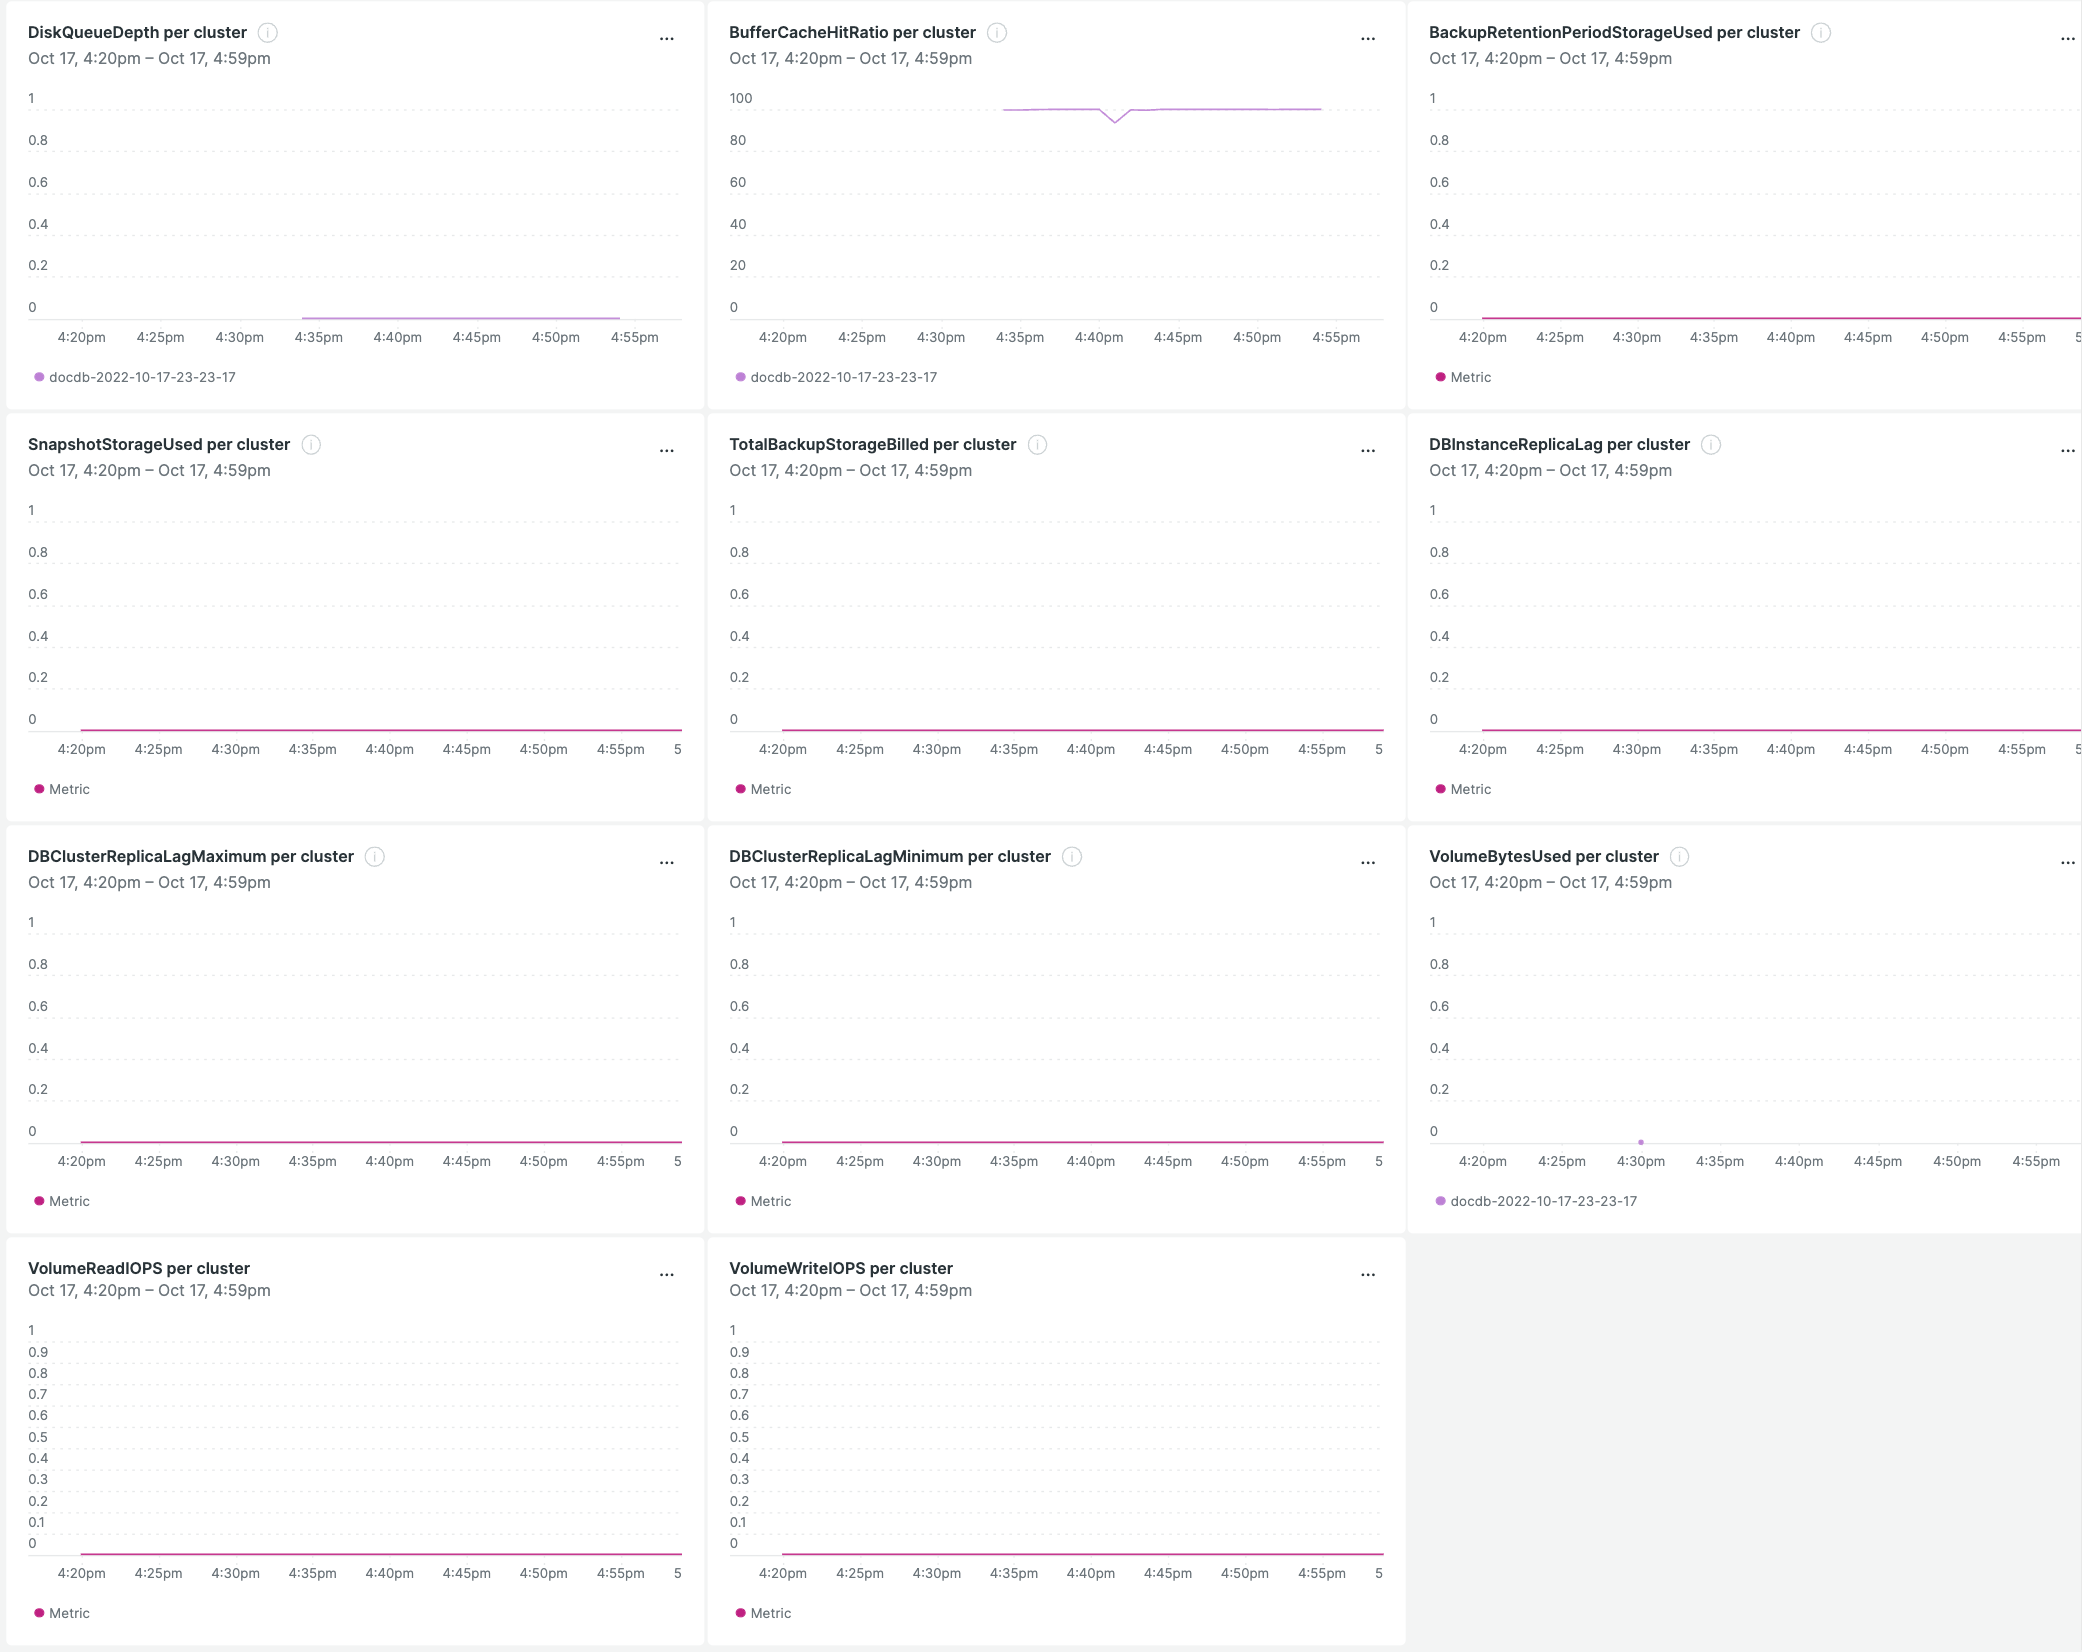 DiskQueueDepth per cluster
Oct 17, 4:20pm – Oct 17, 4:59pm
1
0.8
0.6
0.4
0.2
0
4:20pm 4:25pm 4:30pm 4:35pm 4:40pm 4:45pm 4:50pm 4:55pm
docdb-2022-10-17-23-23-17
BufferCacheHitRatio per cluster
Oct 17, 4:20pm – Oct 17, 4:59pm
100
80
60
40
20
0
4:20pm 4:25pm 4:30pm 4:35pm 4:40pm 4:45pm 4:50pm 4:55pm
docdb-2022-10-17-23-23-17
BackupRetentionPeriodStorageUsed per cluster
Oct 17, 4:20pm – Oct 17, 4:59pm
1
0.8
0.6
0.4
0.2
0
4:20pm 4:25pm 4:30pm 4:35pm 4:40pm 4:45pm 4:50pm 4:55pm 5
Metric
SnapshotStorageUsed per cluster
Oct 17, 4:20pm – Oct 17, 4:59pm
1
0.8
0.6
0.4
0.2
0
4:20pm 4:25pm 4:30pm 4:35pm 4:40pm 4:45pm 4:50pm 4:55pm 5
Metric
TotalBackupStorageBilled per cluster
Oct 17, 4:20pm – Oct 17, 4:59pm
1
0.8
0.6
0.4
0.2
0
4:20pm 4:25pm 4:30pm 4:35pm 4:40pm 4:45pm 4:50pm 4:55pm 5
Metric
DBInstanceReplicaLag per cluster
Oct 17, 4:20pm – Oct 17, 4:59pm
1
0.8
0.6
0.4
0.2
0
4:20pm 4:25pm 4:30pm 4:35pm 4:40pm 4:45pm 4:50pm 4:55pm 5
Metric
DBClusterReplicaLagMaximum per cluster
Oct 17, 4:20pm – Oct 17, 4:59pm
1
0.8
0.6
0.4
0.2
0
4:20pm 4:25pm 4:30pm 4:35pm 4:40pm 4:45pm 4:50pm 4:55pm 5
Metric
DBClusterReplicaLagMinimum per cluster
Oct 17, 4:20pm – Oct 17, 4:59pm
1
0.8
0.6
0.4
0.2
0
4:20pm 4:25pm 4:30pm 4:35pm 4:40pm 4:45pm 4:50pm 4:55pm 5
Metric
VolumeBytesUsed per cluster
Oct 17, 4:20pm – Oct 17, 4:59pm
1
0.8
0.6
0.4
0.2
0
4:20pm 4:25pm 4:30pm 4:35pm 4:40pm 4:45pm 4:50pm 4:55pm
docdb-2022-10-17-23-23-17
VolumeReadIOPS per cluster
Oct 17, 4:20pm – Oct 17, 4:59pm
1
0.9
0.8
0.7
0.6
0.5
0.4
0.3
0.2
0.1
0
4:20pm 4:25pm 4:30pm 4:35pm 4:40pm 4:45pm 4:50pm 4:55pm 5
Metric
VolumeWriteIOPS per cluster
Oct 17, 4:20pm – Oct 17, 4:59pm
1
0.9
0.8
0.7
0.6
0.5
0.4
0.3
0.2
0.1
0
4:20pm 4:25pm 4:30pm 4:35pm 4:40pm 4:45pm 4:50pm 4:55pm 5
Metric